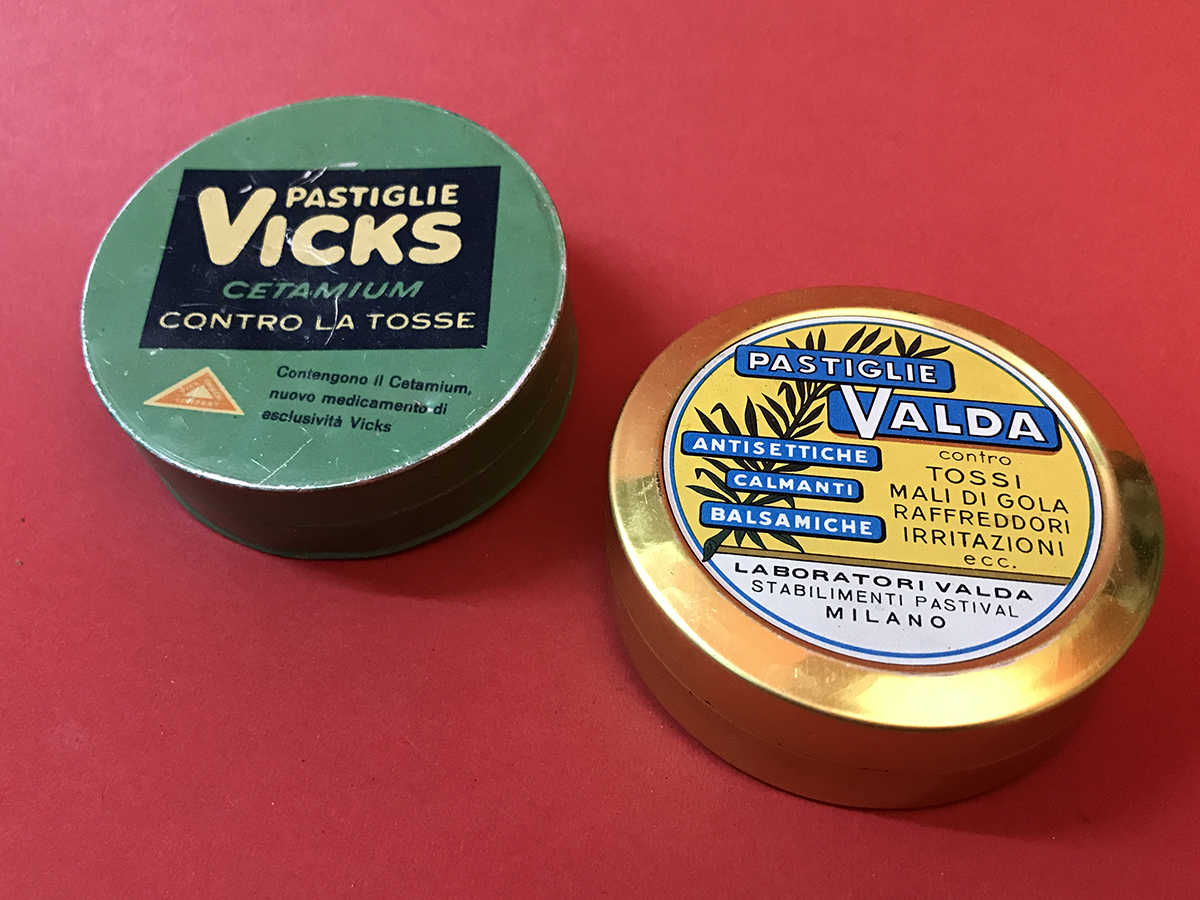 PASTIGLIE
VICKS
CETAMIUM
CONTRO LA TOSSE
Contengono il Cetamium,
nuovo medicamento di
esclusività Vicks
PASTIGLIE
VALDA
ANTISETTICHE
CALMANTI
BALSAMICHE
contro
TOSSI
MALI DI GOLA
RAFFREDDORI
IRRITAZIONI
ecc.
LABORATORI VALDA
STABILIMENTI PASTIVAL
MILANO